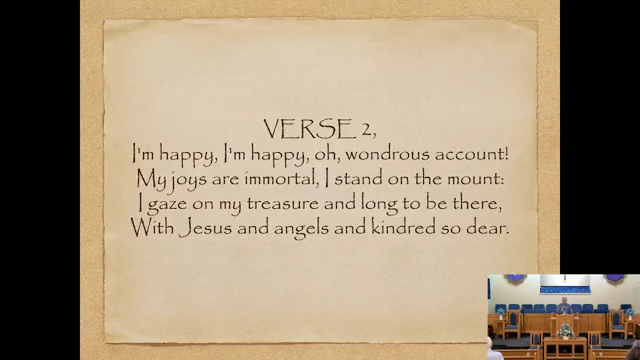 VERSE 2,
I'm happy, I'm happy, oh, wondrous account!
My joys are immortal, I stand on the mount:
I gaze on my treasure and long to be there,
With Jesus and angels and kindred so dear.